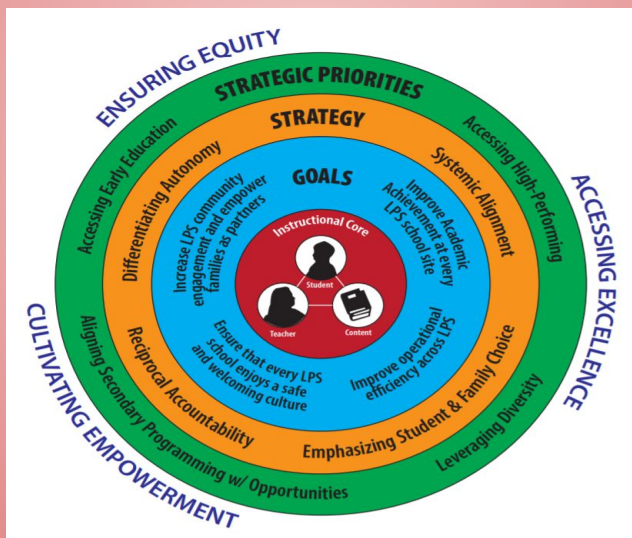 ENSURING EQUITY
ACCESSING EXCELLENCE
CULTIVATING EMPOWERMENT
STRATEGIC PRIORITIES
Accessing Early Education
Accessing High-Performing
Aligning Secondary Programming w/ Opportunities
Leveraging Diversity
STRATEGY
Differentiating Autonomy
Systemic Alignment
Reciprocal Accountability
Emphasizing Student & Family Choice
GOALS
Increase LPS community
engagement and empower
families as partners
Improve Academic
Achievement at every
LPS school site
Ensure that every LPS
school enjoys a safe
and welcoming culture
Improve operational
efficiency across LPS
Instructional Core
Student
Teacher
Content